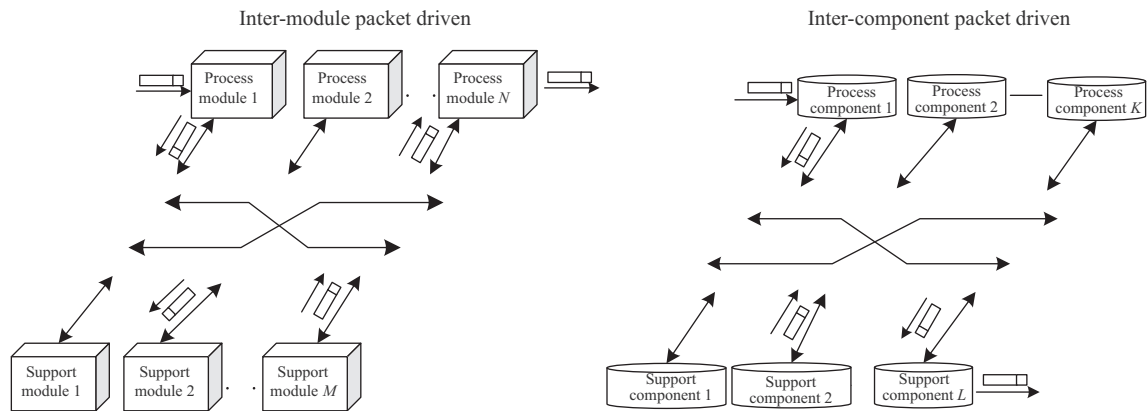 Inter-module packet driven
Inter-component packet driven
Process
module 1
Process
module 2
. .
Process
module N
Process
component 1
Process
component 2
Process
component K
Support
module 1
Support
module 2
. .
Support
module M
Support
component 1
Support
component 2
Support
component L